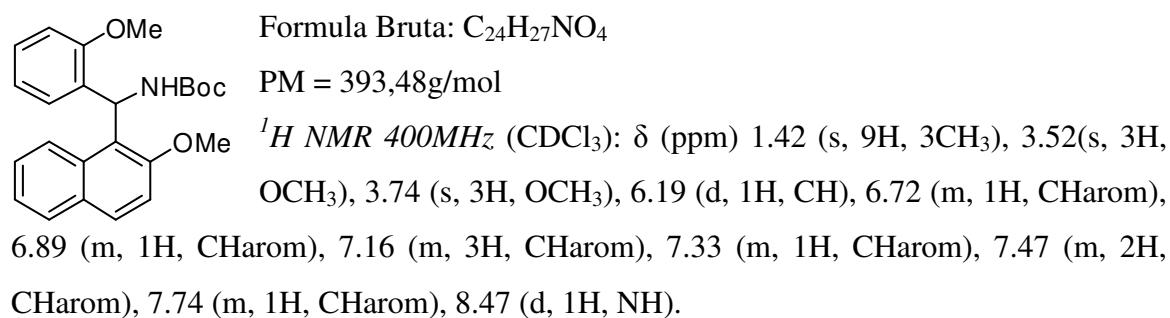 OMe
NHBoc
OMe
Formula Bruta: C₂₄H₂₇NO₄
PM = 393,48g/mol
¹H NMR 400MHz (CDCl₃): δ (ppm) 1.42 (s, 9H, 3CH₃), 3.52(s, 3H,
OCH₃), 3.74 (s, 3H, OCH₃), 6.19 (d, 1H, CH), 6.72 (m, 1H, CHarom),
6.89 (m, 1H, CHarom), 7.16 (m, 3H, CHarom), 7.33 (m, 1H, CHarom), 7.47 (m, 2H,
CHarom), 7.74 (m, 1H, CHarom), 8.47 (d, 1H, NH).